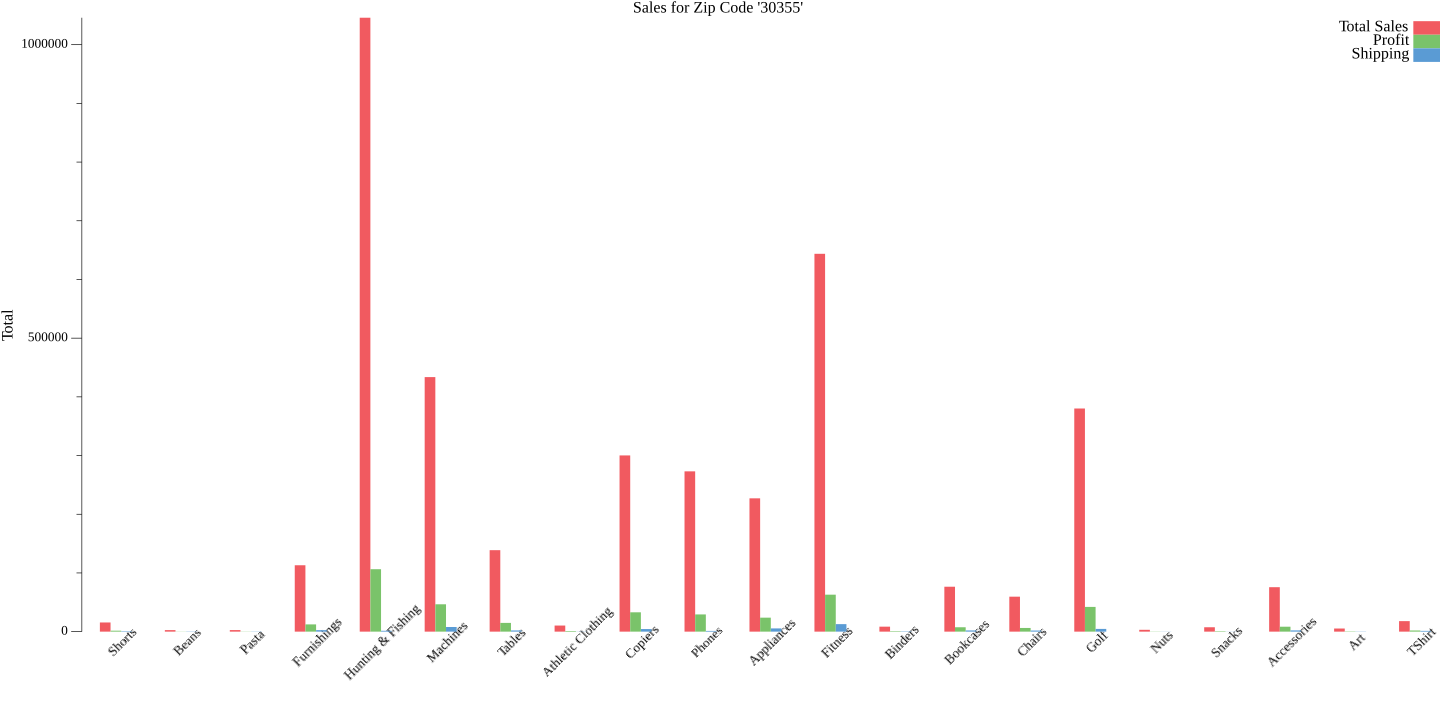 Sales for Zip Code '30355'
Total Sales
Profit
Shipping
Total
1000000
500000
0
Shorts
Beans
Pasta
Furnishings
Hunting & Fishing
Machines
Tables
Athletic Clothing
Copiers
Phones
Appliances
Fitness
Binders
Bookcases
Chairs
Golf
Nuts
Snacks
Accessories
Art
TShirt